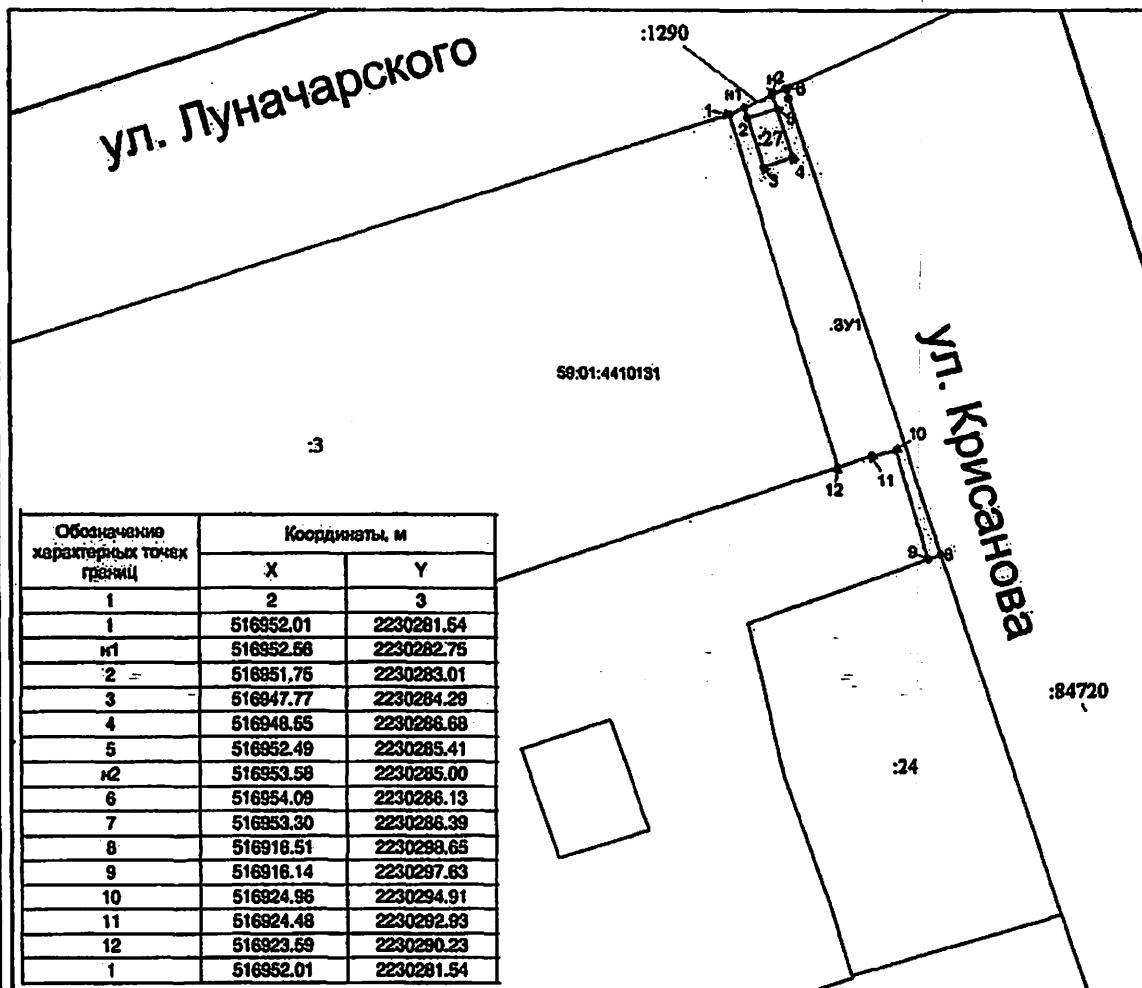 :1290
ул. Луначарского
н2
6
н1
1
2
5
:27
4
3
:ЗУ1
ул. Крисанова
59:01:4410131
:3
10
11
12
9
8
:84720
:24
Обозначение характерных точек границ Координаты, м
X Y
1 2 3
1 516952.01 2230281.54
н1 516952.56 2230282.75
2 516951.75 2230283.01
3 516947.77 2230284.29
4 516948.55 2230286.68
5 516952.49 2230285.41
н2 516953.58 2230285.00
6 516954.09 2230286.13
7 516953.30 2230286.39
8 516916.51 2230298.65
9 516916.14 2230297.63
10 516924.96 2230294.91
11 516924.48 2230292.93
12 516923.59 2230290.23
1 516952.01 2230281.54